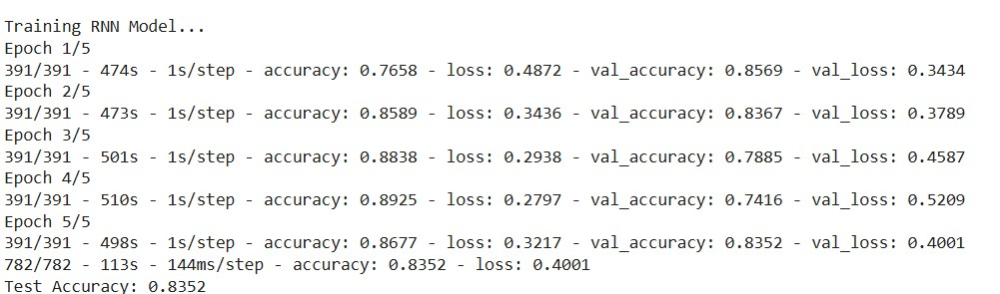 Training RNN Model...
Epoch 1/5
391/391 - 474s - 1s/step - accuracy: 0.7658 - loss: 0.4872 - val_accuracy: 0.8569 - val_loss: 0.3434
Epoch 2/5
391/391 - 473s - 1s/step - accuracy: 0.8589 - loss: 0.3436 - val_accuracy: 0.8367 - val_loss: 0.3789
Epoch 3/5
391/391 - 501s - 1s/step - accuracy: 0.8838 - loss: 0.2938 - val_accuracy: 0.7885 - val_loss: 0.4587
Epoch 4/5
391/391 - 510s - 1s/step - accuracy: 0.8925 - loss: 0.2797 - val_accuracy: 0.7416 - val_loss: 0.5209
Epoch 5/5
391/391 - 498s - 1s/step - accuracy: 0.8677 - loss: 0.3217 - val_accuracy: 0.8352 - val_loss: 0.4001
782/782 - 113s - 144ms/step - accuracy: 0.8352 - loss: 0.4001
Test Accuracy: 0.8352